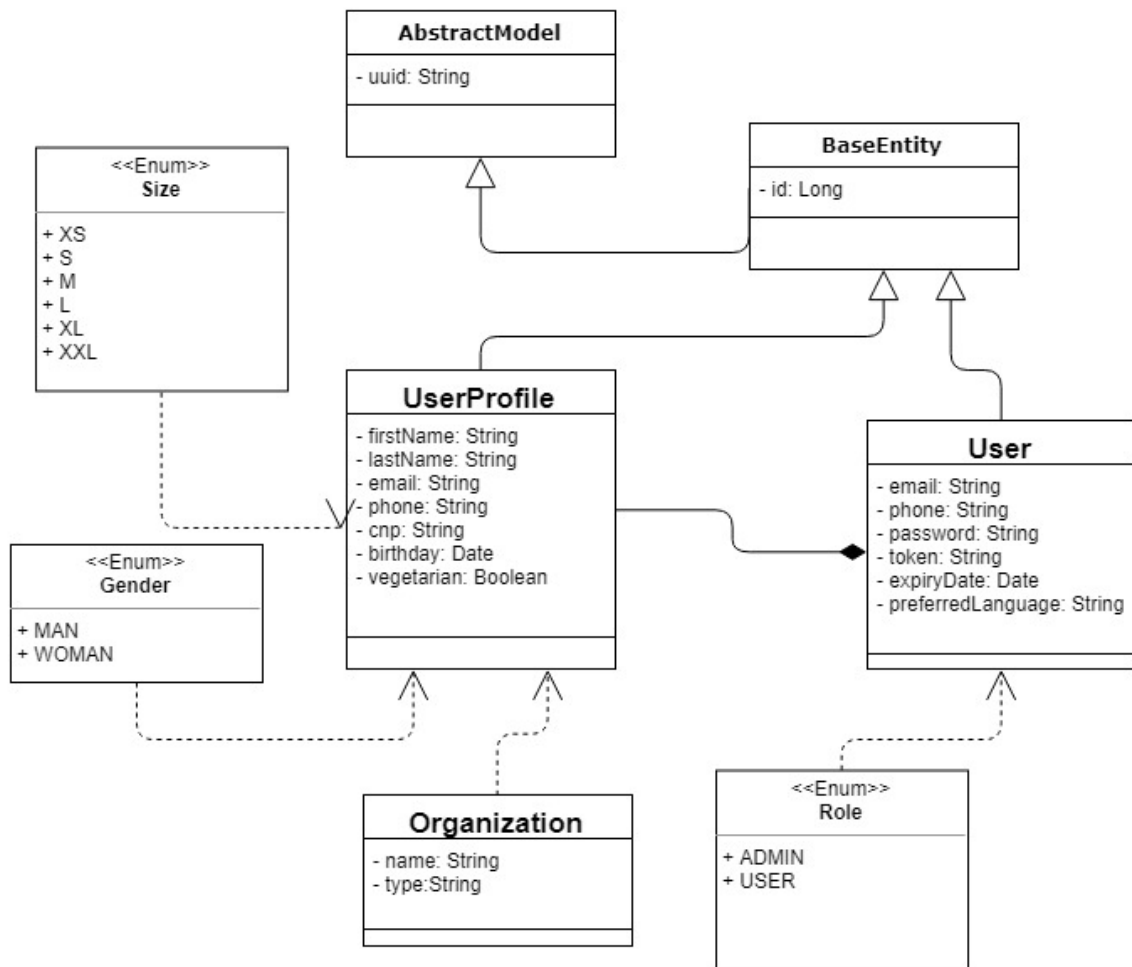 AbstractModel
- uuid: String
BaseEntity
- id: Long
<<Enum>>
Size
+ XS
+ S
+ M
+ L
+ XL
+ XXL
UserProfile
- firstName: String
- lastName: String
- email: String
- phone: String
- cnp: String
- birthday: Date
- vegetarian: Boolean
User
- email: String
- phone: String
- password: String
- token: String
- expiryDate: Date
- preferredLanguage: String
<<Enum>>
Gender
+ MAN
+ WOMAN
Organization
- name: String
- type:String
<<Enum>>
Role
+ ADMIN
+ USER